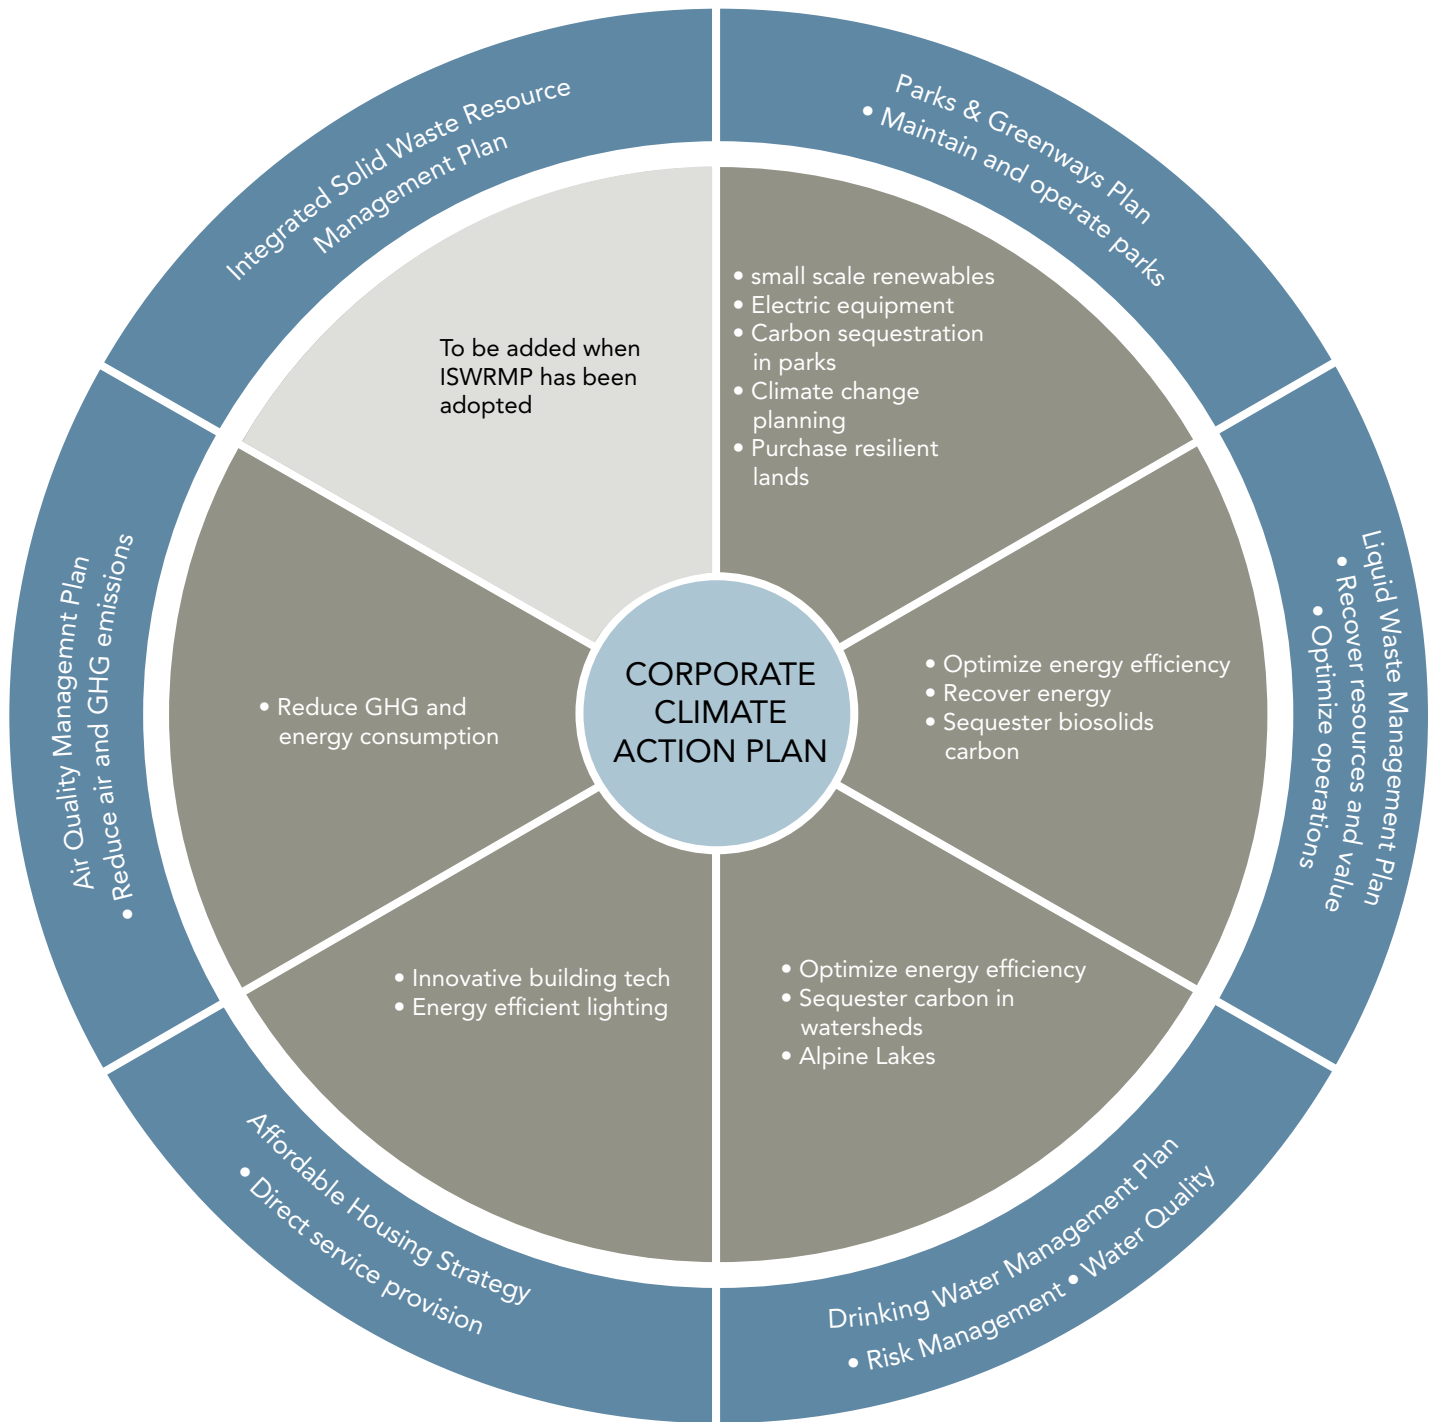 Integrated Solid Waste Resource
Management Plan
Parks & Greenways Plan
• Maintain and operate parks
To be added when
ISWRMP has been
adopted
• small scale renewables
• Electric equipment
• Carbon sequestration
in parks
• Climate change
planning
• Purchase resilient
lands
Air Quality Managemnt Plan
• Reduce air and GHG emissions
• Reduce GHG and
energy consumption
CORPORATE
CLIMATE
ACTION PLAN
• Optimize energy efficiency
• Recover energy
• Sequester biosolids
carbon
Liquid Waste Management Plan
• Recover resources and value
• Optimize operations
• Innovative building tech
• Energy efficient lighting
• Optimize energy efficiency
• Sequester carbon in
watersheds
• Alpine Lakes
Affordable Housing Strategy
• Direct service provision
Drinking Water Management Plan
• Risk Management • Water Quality